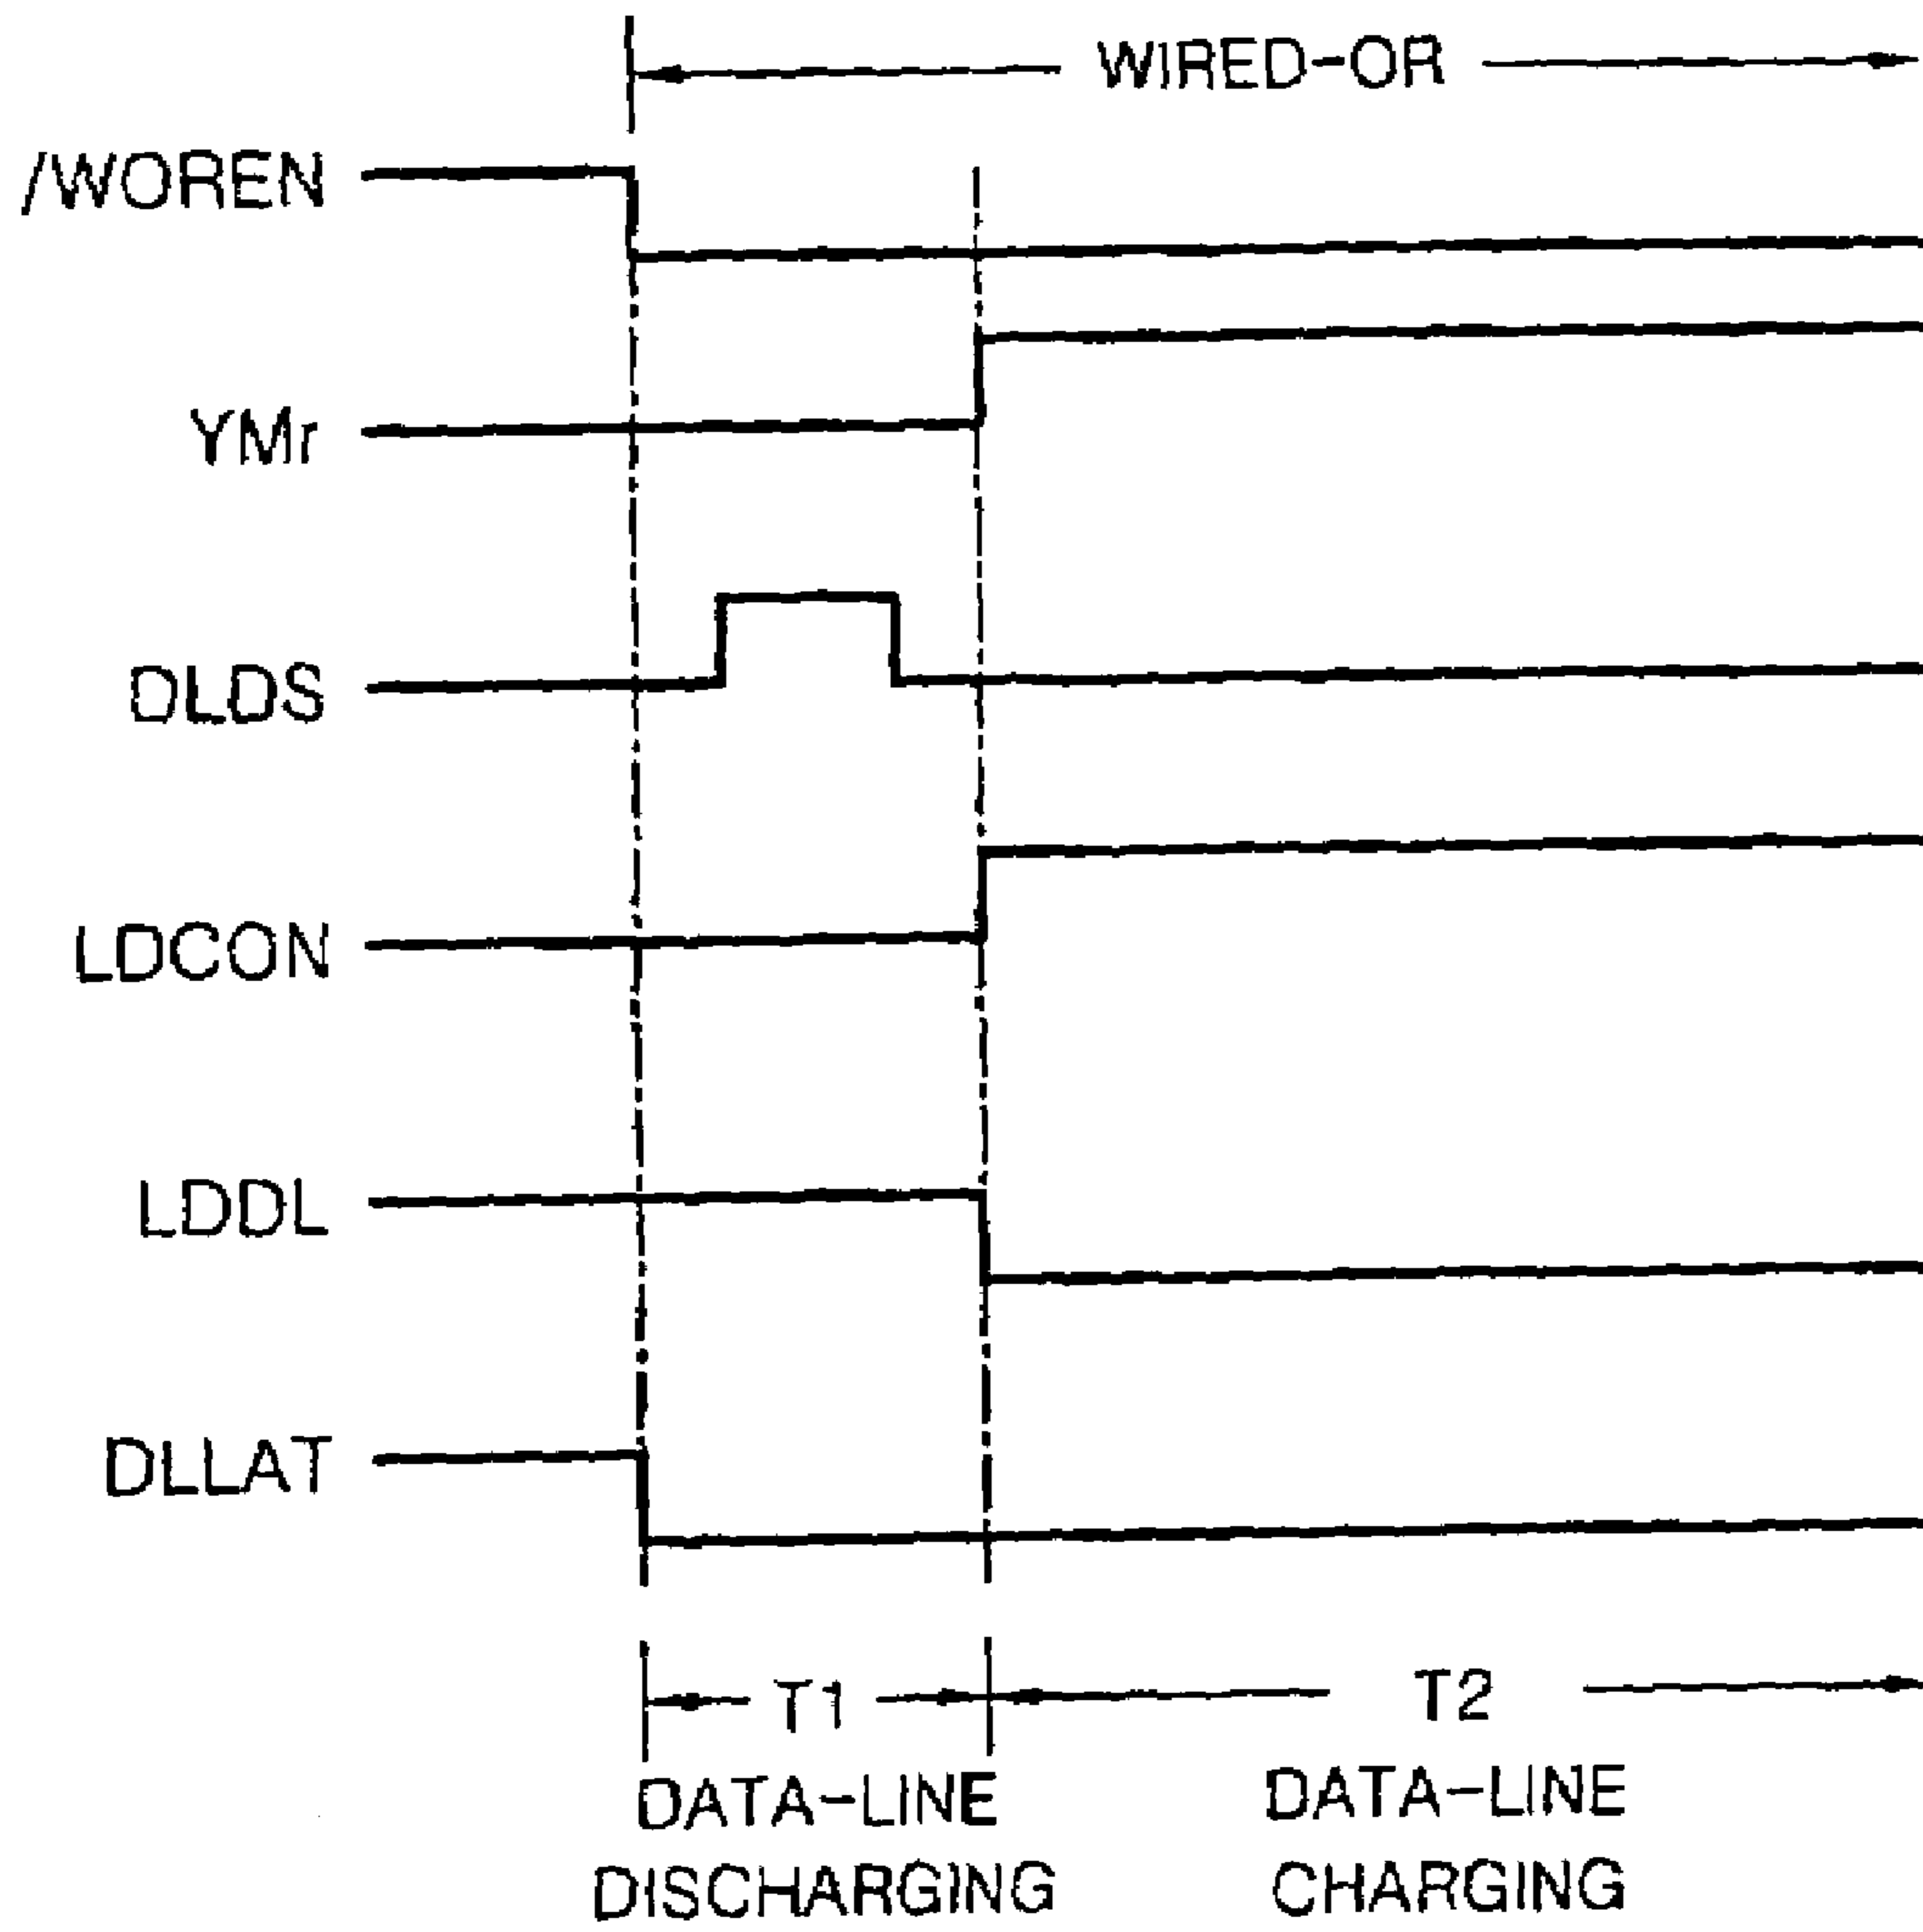 WIRED-OR
/WOREN
YMr
DLDS
LDCON
LDDL
DLLAT
T1
T2
DATA-LINE
DISCHARGING
DATA-LINE
CHARGING